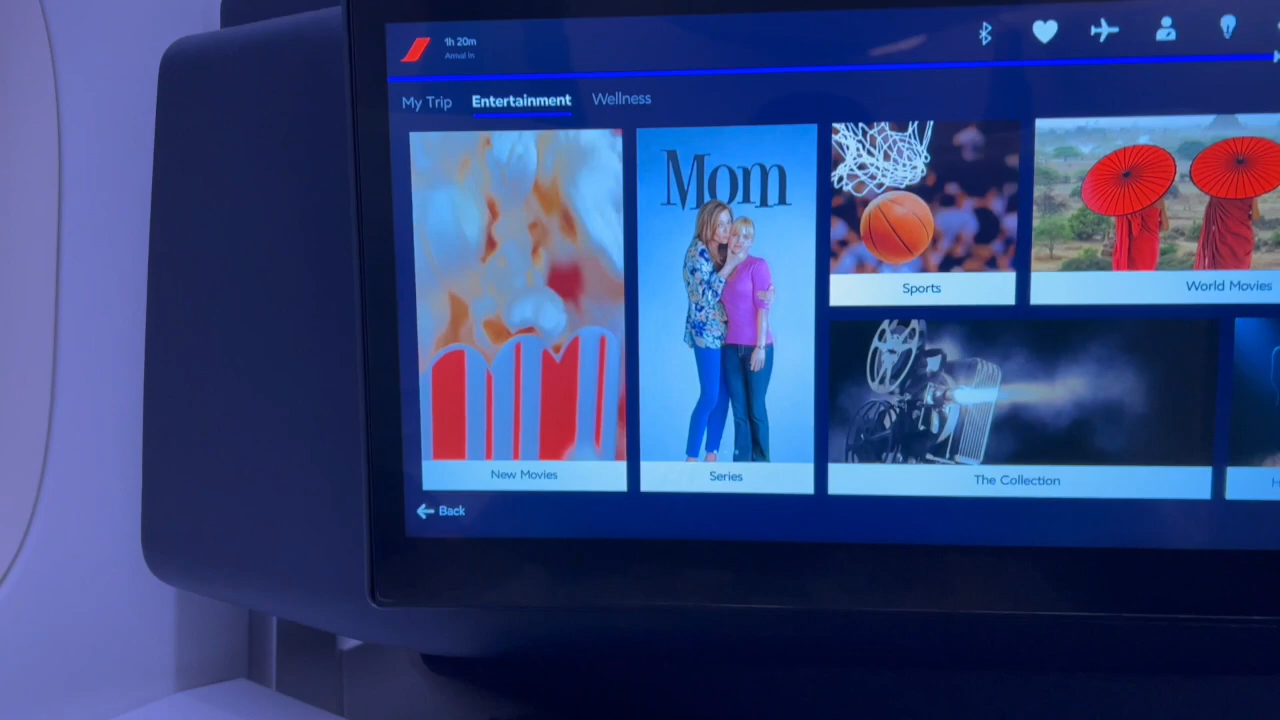 1h 20m
Arrival In
My Trip Entertainment Wellness
Mom
New Movies
Series
Sports
World Movies
The Collection
Back